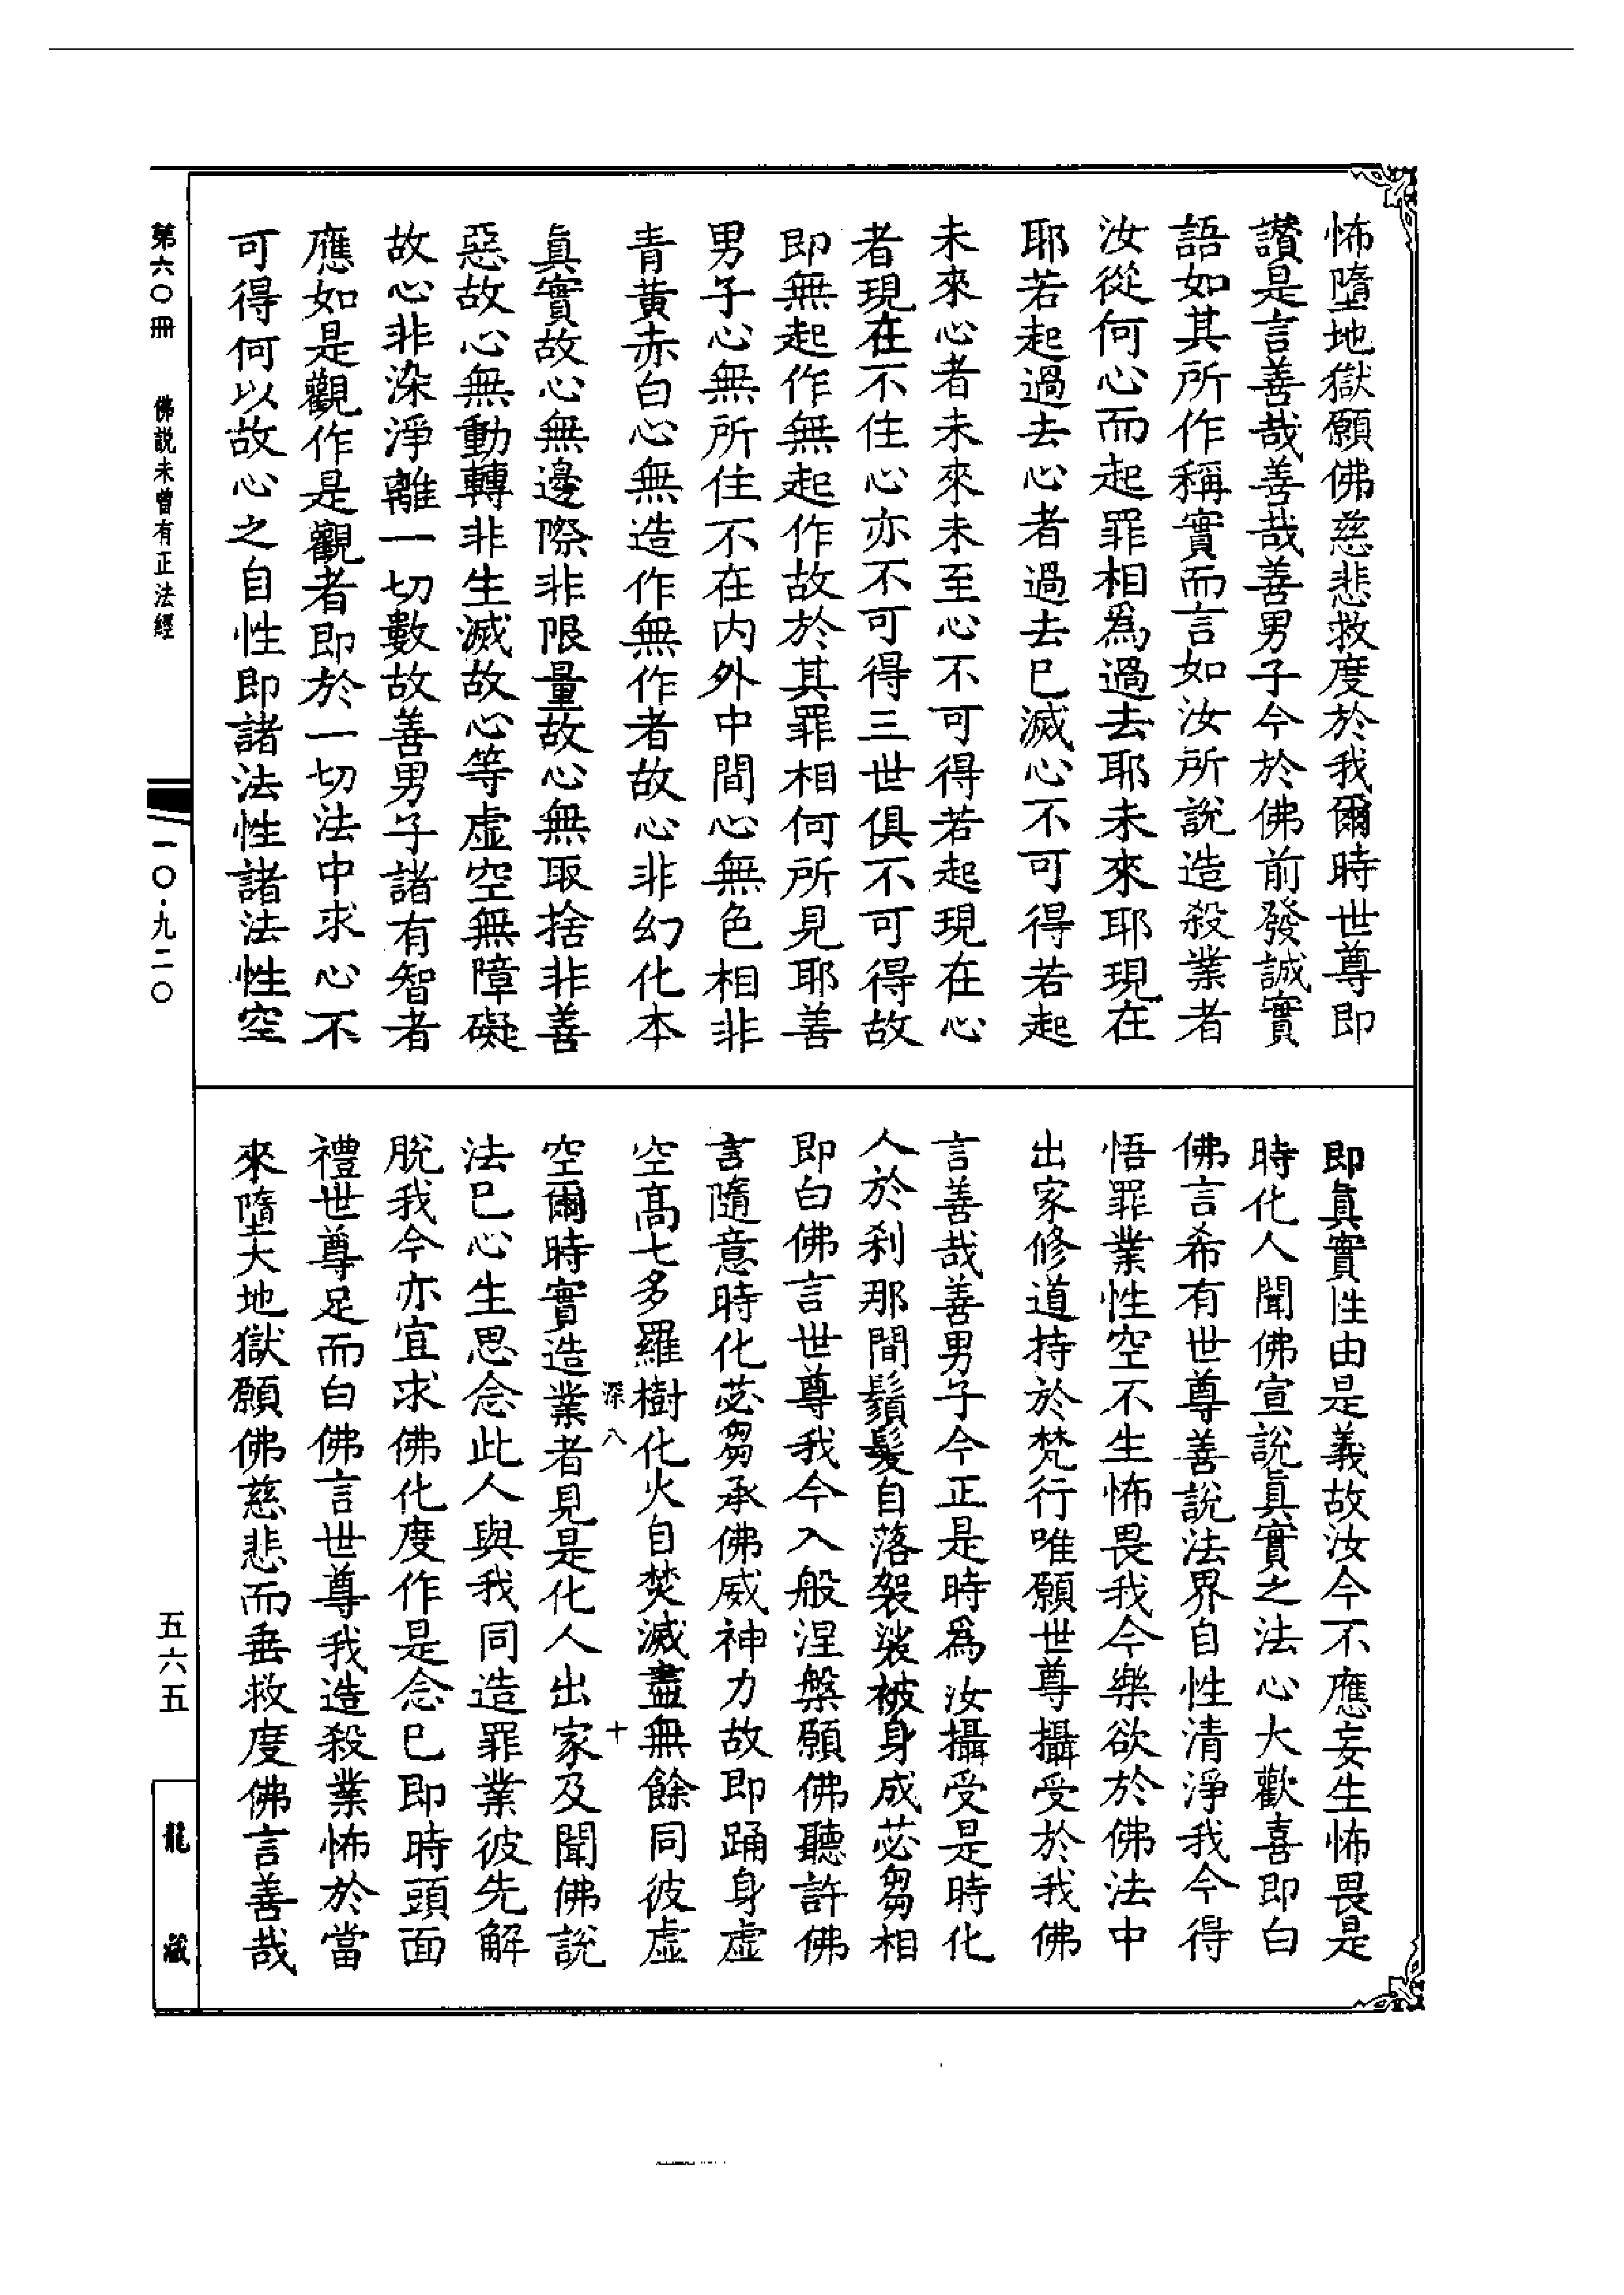 怖墮地獄願佛慈悲救度於我爾時世尊即
讃是言善哉善哉善男子今於佛前發誠實
語如其所作稱實而言如汝所說造殺業者
汝從何心而起罪相爲過去耶未來耶現在
耶若起過去心者過去已滅心不可得若起
未來心者未來未至心不可得若起現在心
者現在不住心亦不可得三世俱不可得故
即無起作無起作故於其罪相何所見耶善
男子心無所住不在内外中間心無色相非
青黄赤白心無造作無作者故心非幻化本
眞實故心無邊際非限量故心無取捨非善
惡故心無動轉非生滅故心等虚空無障礙
故心非染淨離一切數故善男子諸有智者
應如是觀作是觀者即於一切法中求心不
可得何以故心之自性即諸法性諸法性空
即眞實性由是義故汝今不應妄生怖畏是
時化人聞佛宣說眞實之法心大歡喜即白
佛言希有世尊善説法界自性清淨我今得
悟罪業性空不生怖畏我今樂欲於佛法中
出家修道持於梵行唯願世尊攝受於我佛
言善哉善男子今正是時爲汝攝受是時化
人於刹那間鬚髮自落袈裟被身成苾芻相
即白佛言世尊我今入般涅槃願佛聽許佛
言隨意時化苾芻承佛威神力故即踊身虚
空高七多羅樹化火自焚滅盡無餘同彼虚
深八
十
空爾時實造業者見是化人出家及聞佛說
法已心生思念此人與我同造罪業彼先解
脫我今亦宜求佛化度作是念已即時頭面
禮世尊足而白佛言世尊我造殺業怖於當
來墮大地獄願佛慈悲而垂救度佛言善哉
第六〇冊
佛説未曾有正法經
一〇·九二〇
五六五
龍藏